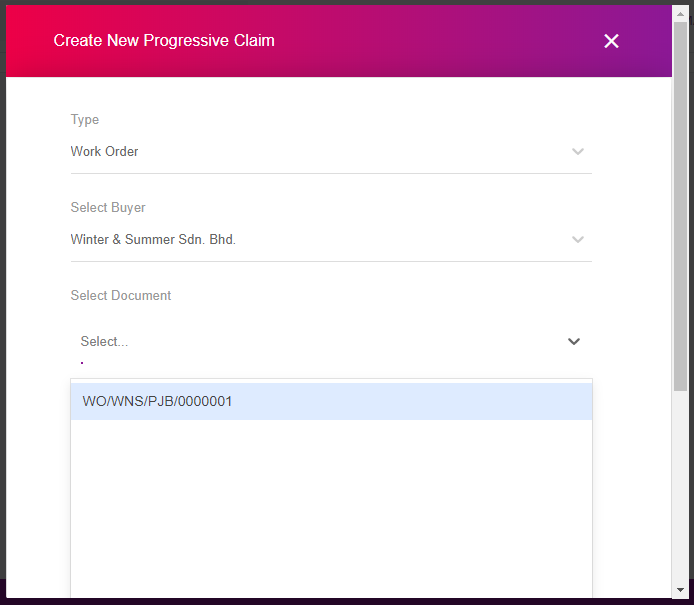 Create New Progressive Claim
Type
Work Order
Select Buyer
Winter & Summer Sdn. Bhd.
Select Document
Select...
WO/WNS/PJB/0000001